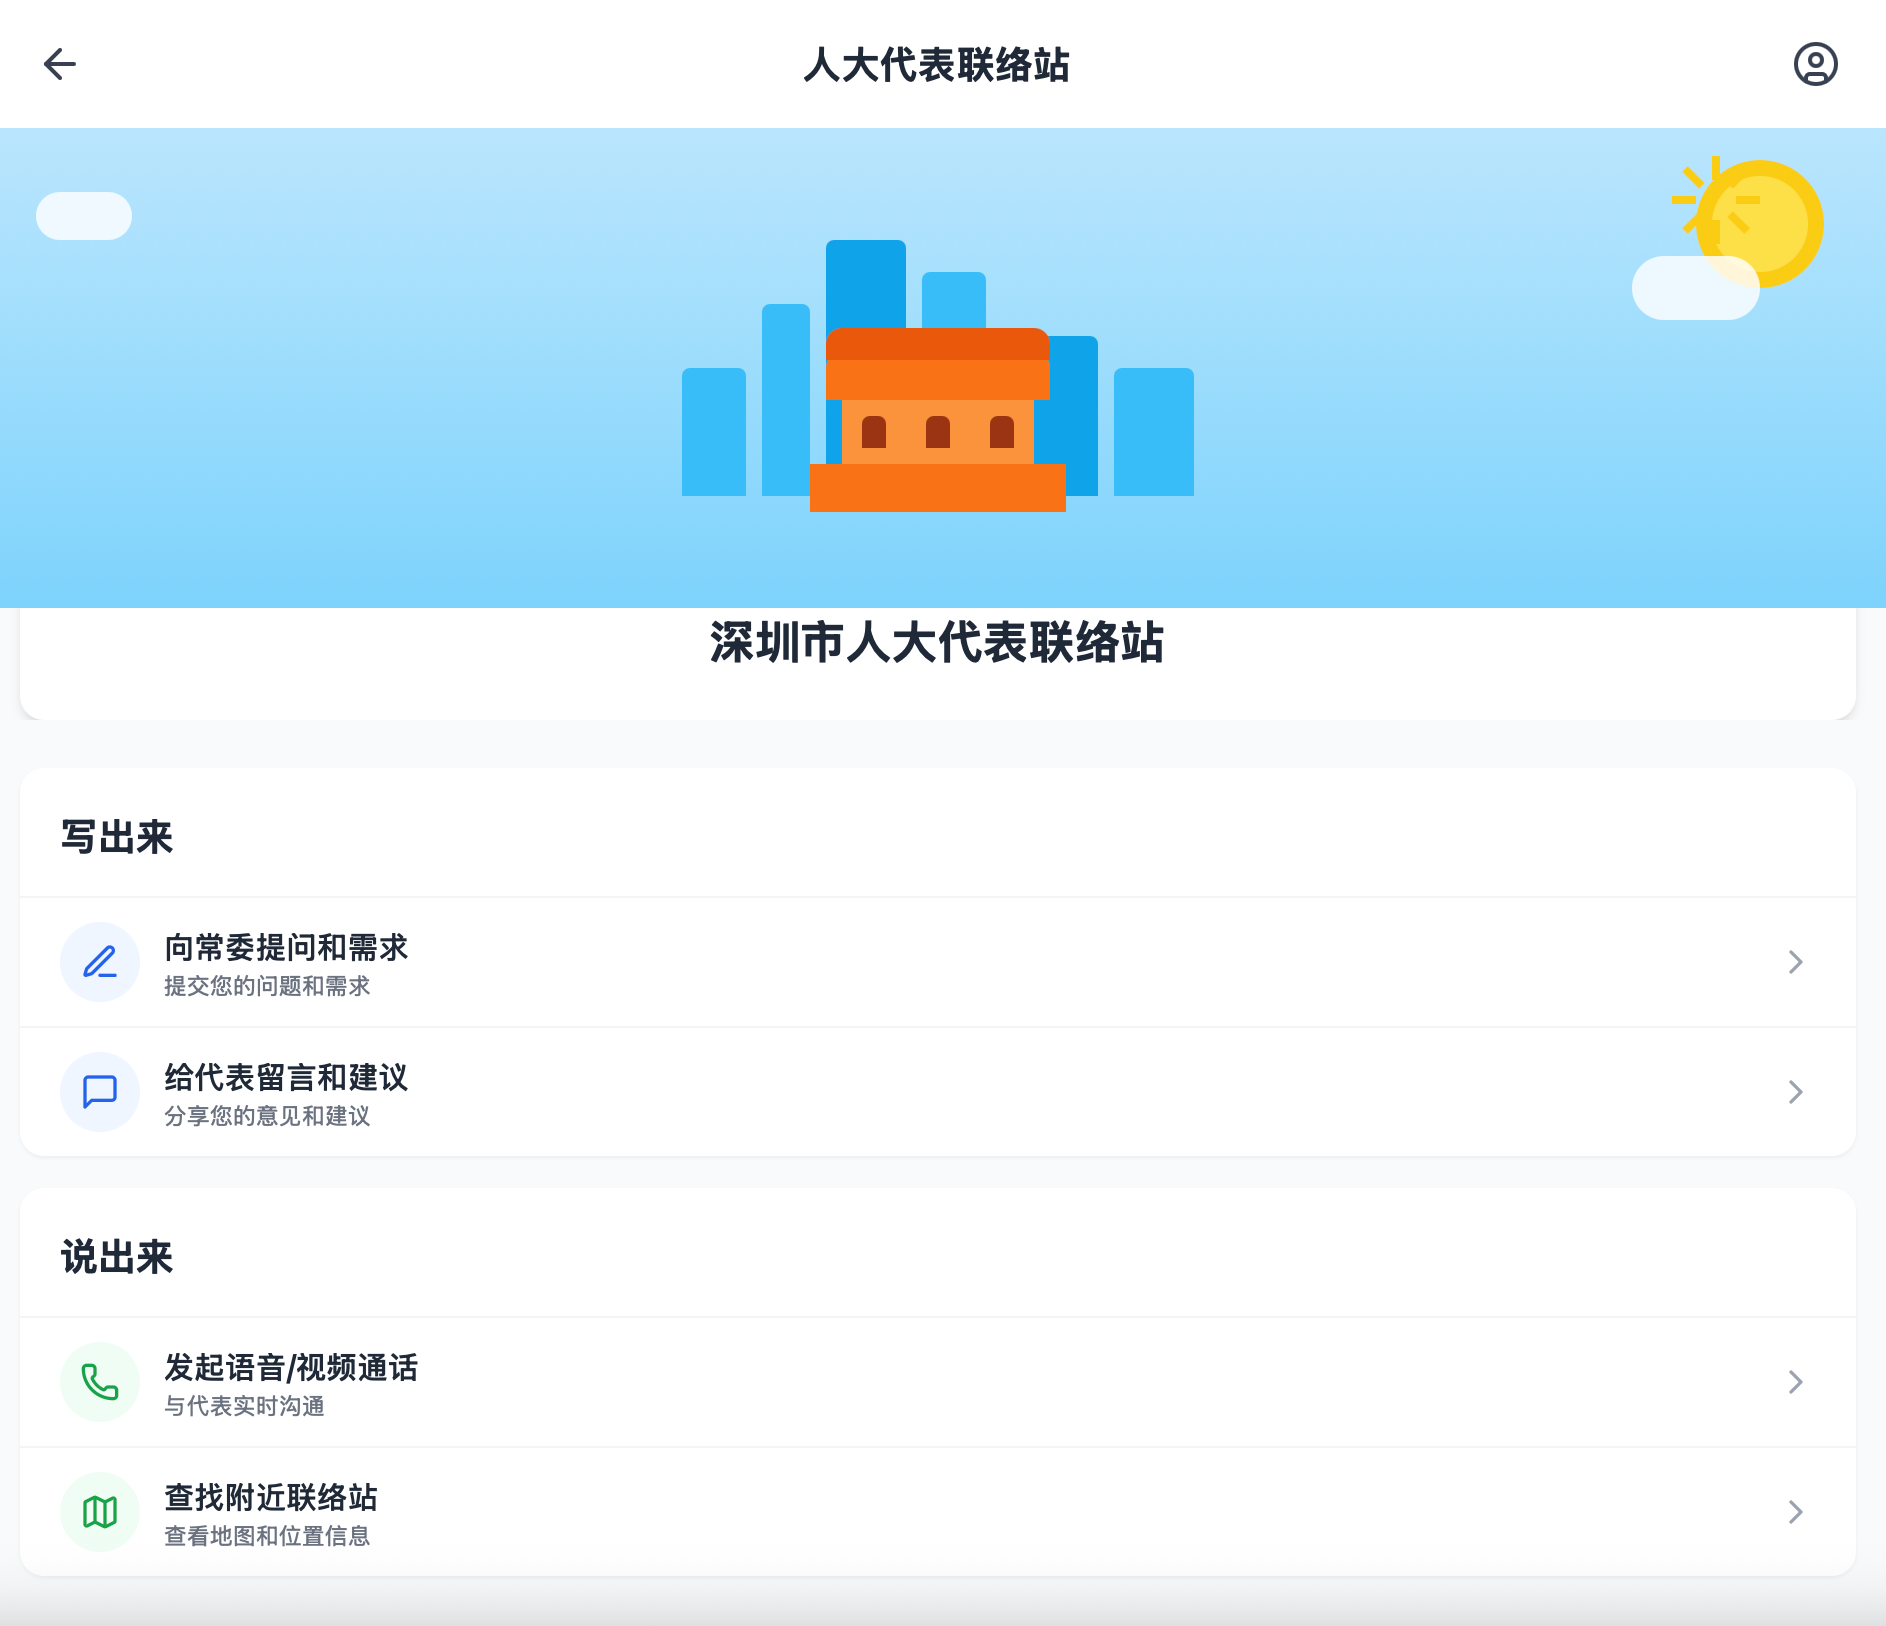 人大代表联络站
深圳市人大代表联络站
写出来
向常委提问和需求
提交您的问题和需求
给代表留言和建议
分享您的意见和建议
说出来
发起语音/视频通话
与代表实时沟通
查找附近联络站
查看地图和位置信息